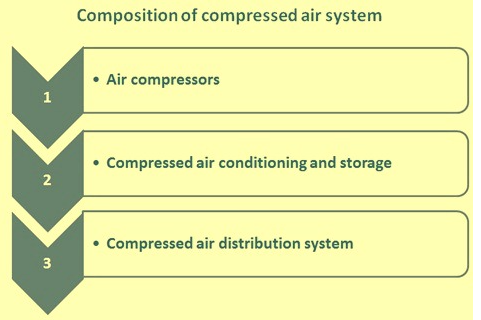 Composition of compressed air system
1
• Air compressors
2
• Compressed air conditioning and storage
3
• Compressed air distribution system